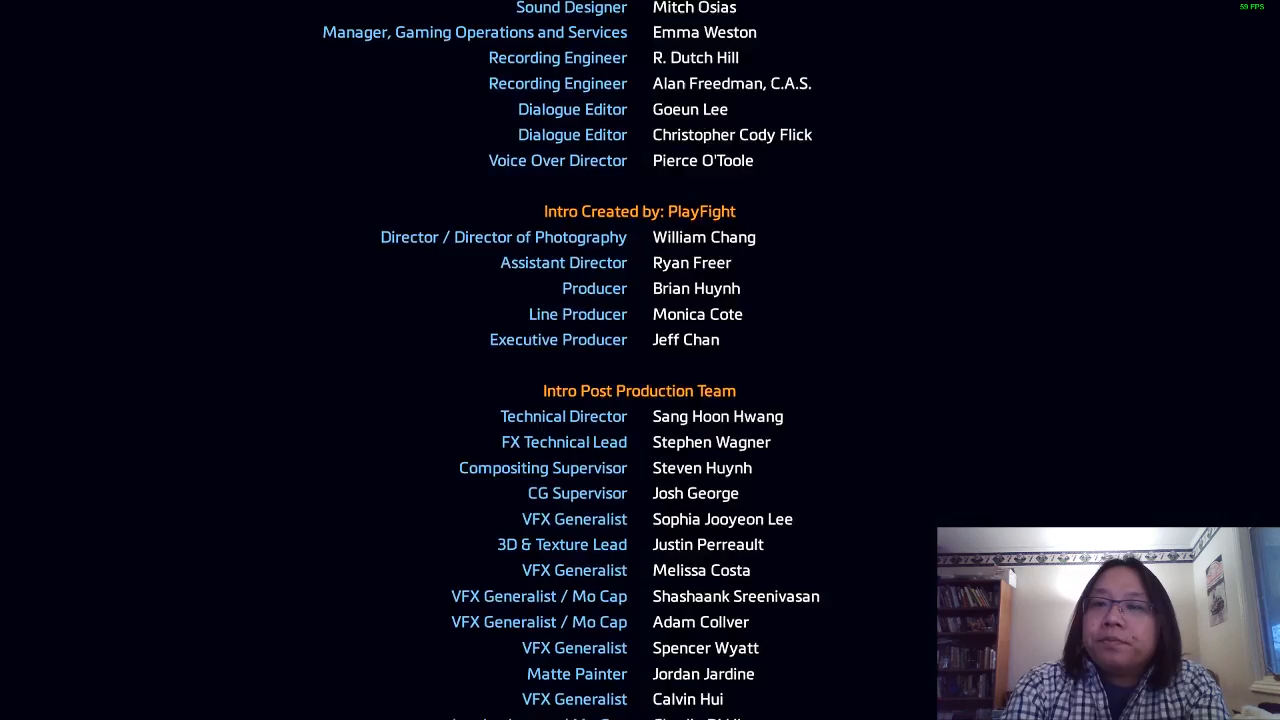 59 FPS
Sound Designer Mitch Osias
Manager, Gaming Operations and Services Emma Weston
Recording Engineer R. Dutch Hill
Recording Engineer Alan Freedman, C.A.S.
Dialogue Editor Goeun Lee
Dialogue Editor Christopher Cody Flick
Voice Over Director Pierce O'Toole
Intro Created by: PlayFight
Director / Director of Photography William Chang
Assistant Director Ryan Freer
Producer Brian Huynh
Line Producer Monica Cote
Executive Producer Jeff Chan
Intro Post Production Team
Technical Director Sang Hoon Hwang
FX Technical Lead Stephen Wagner
Compositing Supervisor Steven Huynh
CG Supervisor Josh George
VFX Generalist Sophia Jooyeon Lee
3D & Texture Lead Justin Perreault
VFX Generalist Melissa Costa
VFX Generalist / Mo Cap Shashaank Sreenivasan
VFX Generalist / Mo Cap Adam Collver
VFX Generalist Spencer Wyatt
Matte Painter Jordan Jardine
VFX Generalist Calvin Hui